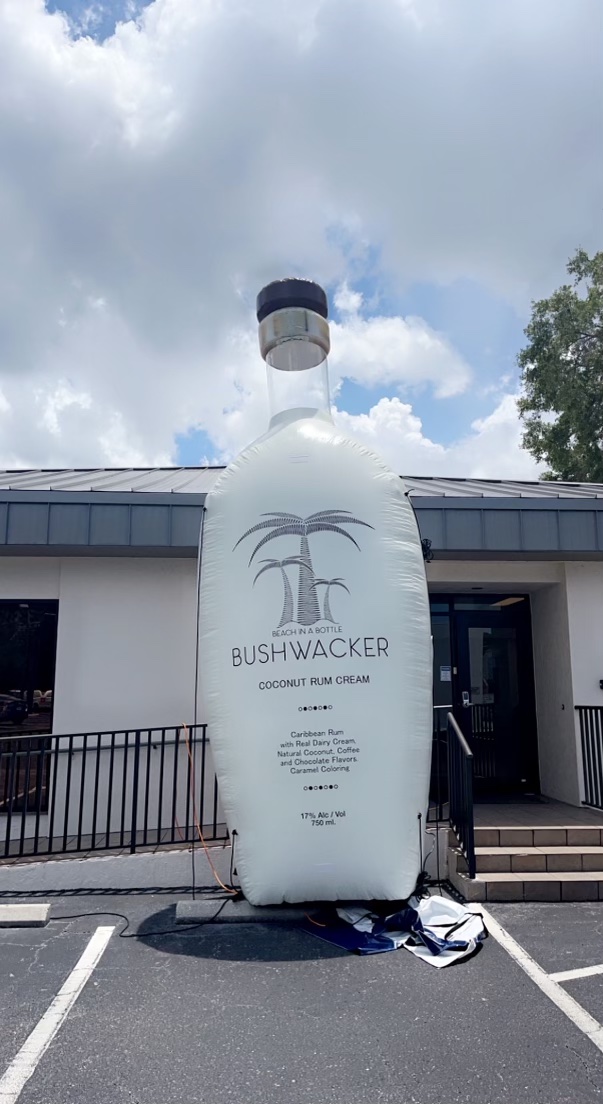 BEACH IN A BOTTLE
BUSHWACKER
COCONUT RUM CREAM
Caribbean Rum
with Real Dairy Cream,
Natural Coconut, Coffee
and Chocolate Flavors.
Caramel Coloring
17% Alc / Vol
750 ml.